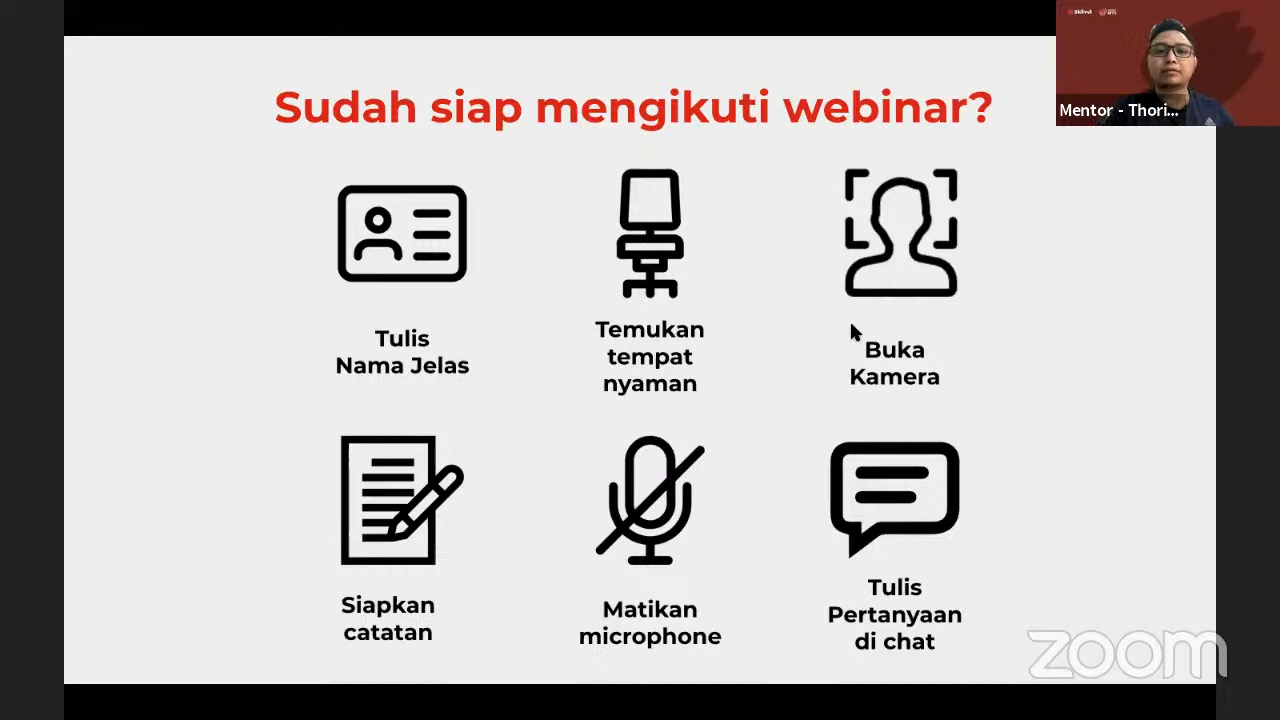 Skilvul
Mentor - Thori...
Sudah siap mengikuti webinar?
Tulis
Nama Jelas
Temukan
tempat
nyaman
Buka
Kamera
Siapkan
catatan
Matikan
microphone
Tulis
Pertanyaan
di chat
zoom